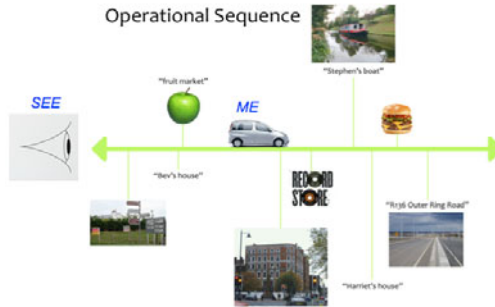 Operational Sequence
"Stephen's boat"
"fruit market"
SEE
ME
"Bev's house"
RECORD
STORE
"R136 Outer Ring Road"
"Harriet's house"